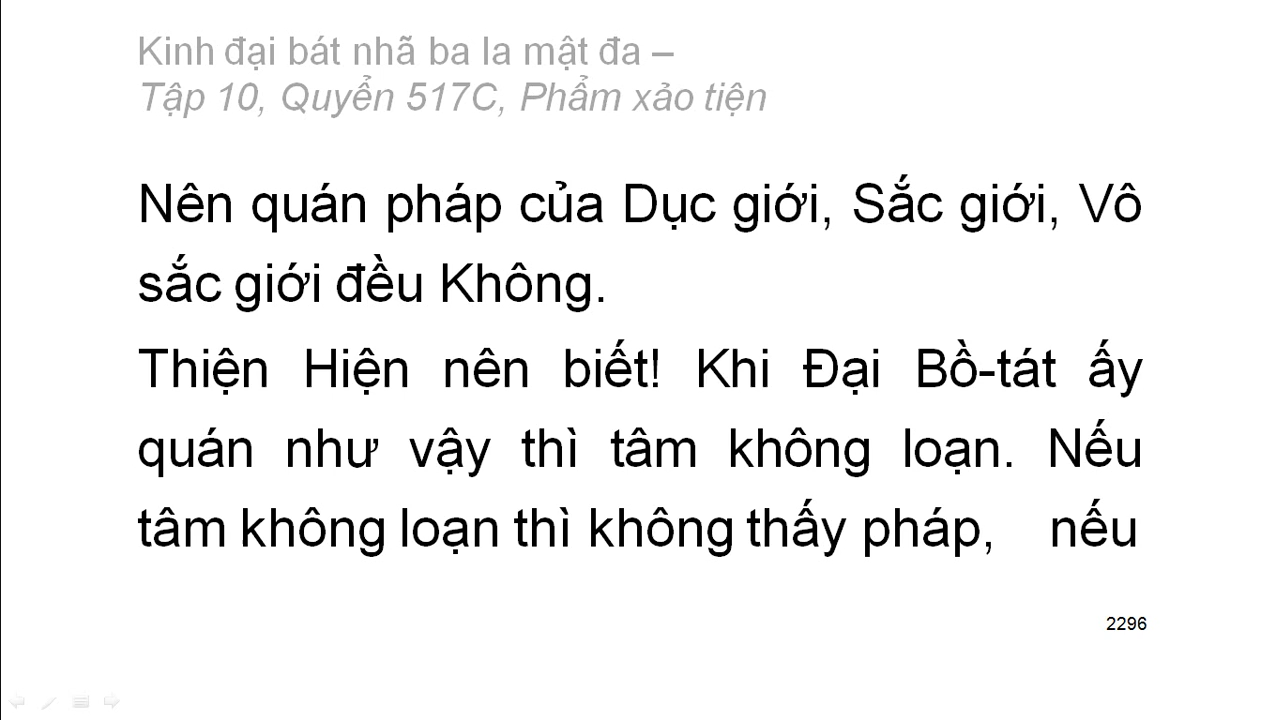 Kinh đại bát nhã ba la mật đa –
Tập 10, Quyển 517C, Phẩm xảo tiện
Nên quán pháp của Dục giới, Sắc giới, Vô
sắc giới đều Không.
Thiện Hiện nên biết! Khi Đại Bồ-tát ấy
quán như vậy thì tâm không loạn. Nếu
tâm không loạn thì không thấy pháp, nếu
2296